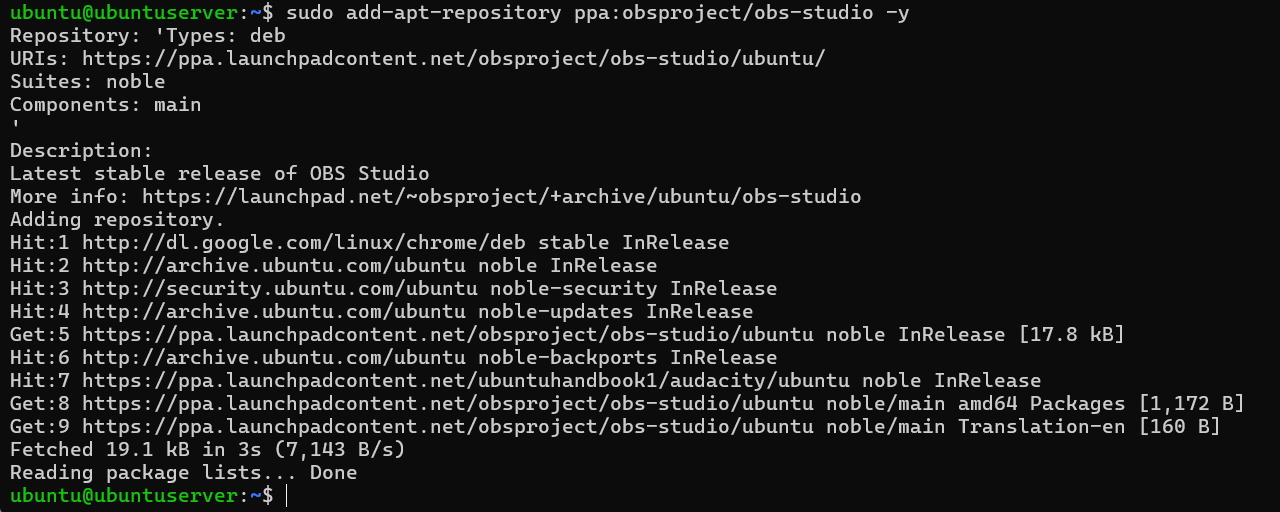 ubuntu@ubuntuserver:~$ sudo add-apt-repository ppa:obsproject/obs-studio -y
Repository: 'Types: deb
URIs: https://ppa.launchpadcontent.net/obsproject/obs-studio/ubuntu/
Suites: noble
Components: main
'
Description:
Latest stable release of OBS Studio
More info: https://launchpad.net/~obsproject/+archive/ubuntu/obs-studio
Adding repository.
Hit:1 http://dl.google.com/linux/chrome/deb stable InRelease
Hit:2 http://archive.ubuntu.com/ubuntu noble InRelease
Hit:3 http://security.ubuntu.com/ubuntu noble-security InRelease
Hit:4 http://archive.ubuntu.com/ubuntu noble-updates InRelease
Get:5 https://ppa.launchpadcontent.net/obsproject/obs-studio/ubuntu noble InRelease [17.8 kB]
Hit:6 http://archive.ubuntu.com/ubuntu noble-backports InRelease
Hit:7 https://ppa.launchpadcontent.net/ubuntuhandbook1/audacity/ubuntu noble InRelease
Get:8 https://ppa.launchpadcontent.net/obsproject/obs-studio/ubuntu noble/main amd64 Packages [1,172 B]
Get:9 https://ppa.launchpadcontent.net/obsproject/obs-studio/ubuntu noble/main Translation-en [160 B]
Fetched 19.1 kB in 3s (7,143 B/s)
Reading package lists... Done
ubuntu@ubuntuserver:~$